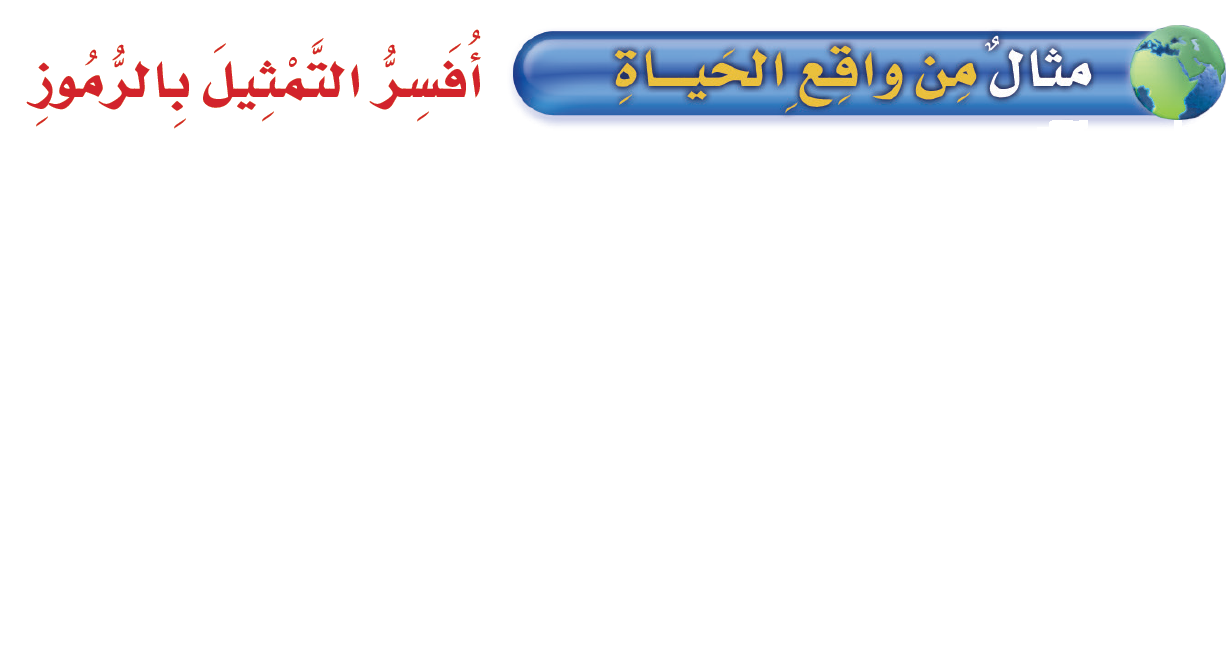 مثالٌ مِن واقِعِ الحَيـاةِ أُفَسِرُّ التَّمْثِيلَ بِالرُّمُوزِ